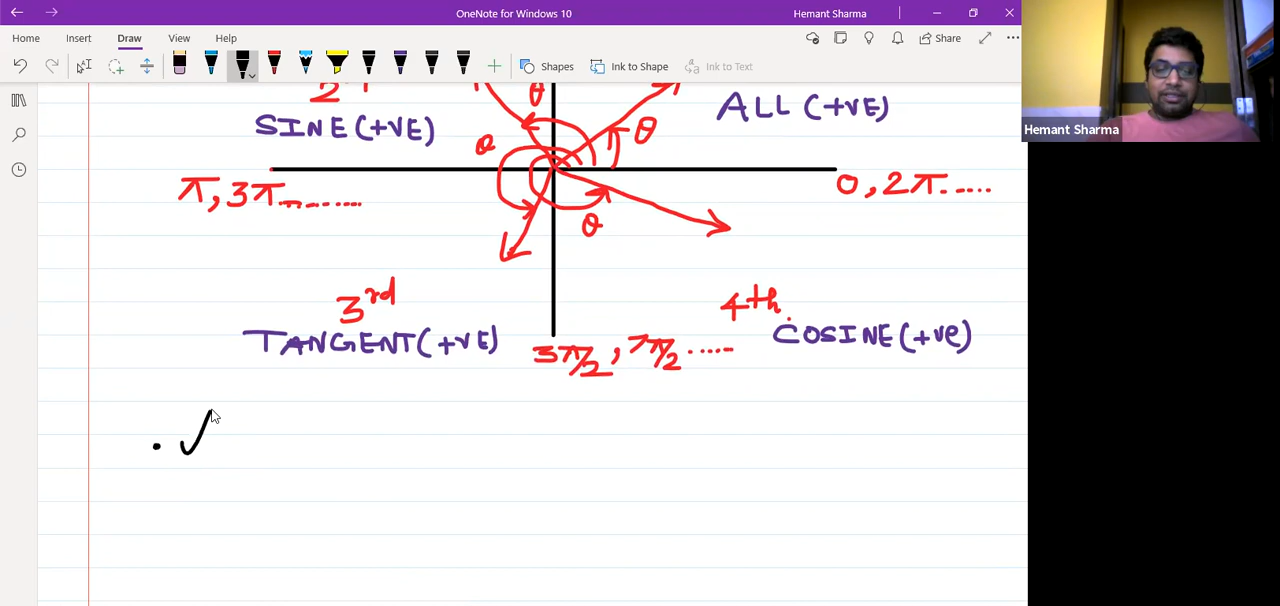 OneNote for Windows 10
Hemant Sharma
Home Insert Draw View Help
Share
Shapes Ink to Shape Ink to Text
Hemant Sharma
θ
ALL (+VE)
SINE (+VE)
θ
θ
π, 3π.........
0, 2π.....
θ
3rd
4th
TANGENT (+VE)
COSINE (+ve)
3π/2, 7π/2.....